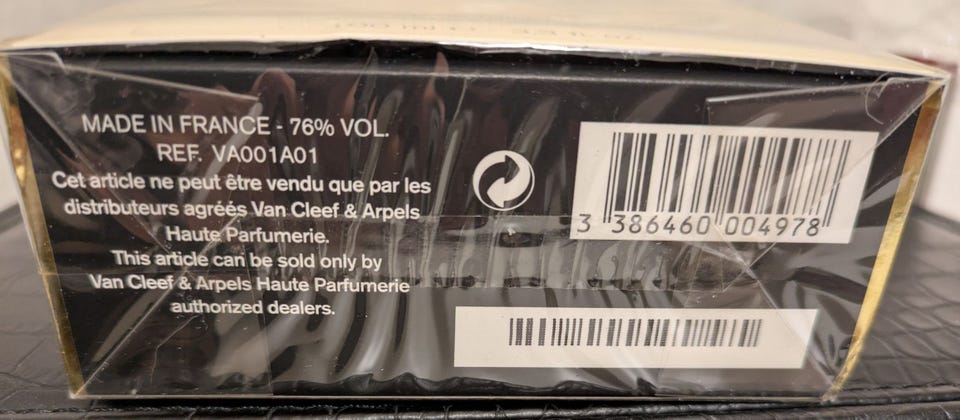 MADE IN FRANCE - 76% VOL.
REF. VA001A01
Cet article ne peut être vendu que par les
distributeurs agréés Van Cleef & Arpels
Haute Parfumerie.
This article can be sold only by
Van Cleef & Arpels Haute Parfumerie
authorized dealers.
3 386460 004978